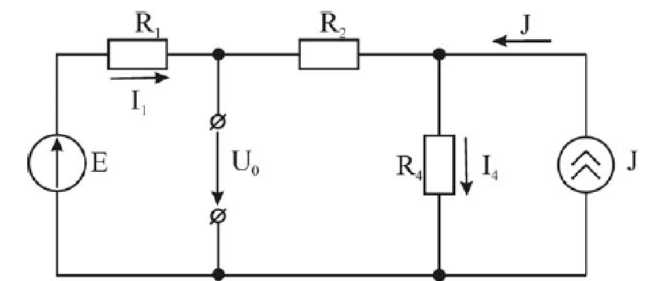 R₁
R₂
J
I₁
E
U₀
R₄
I₄
J